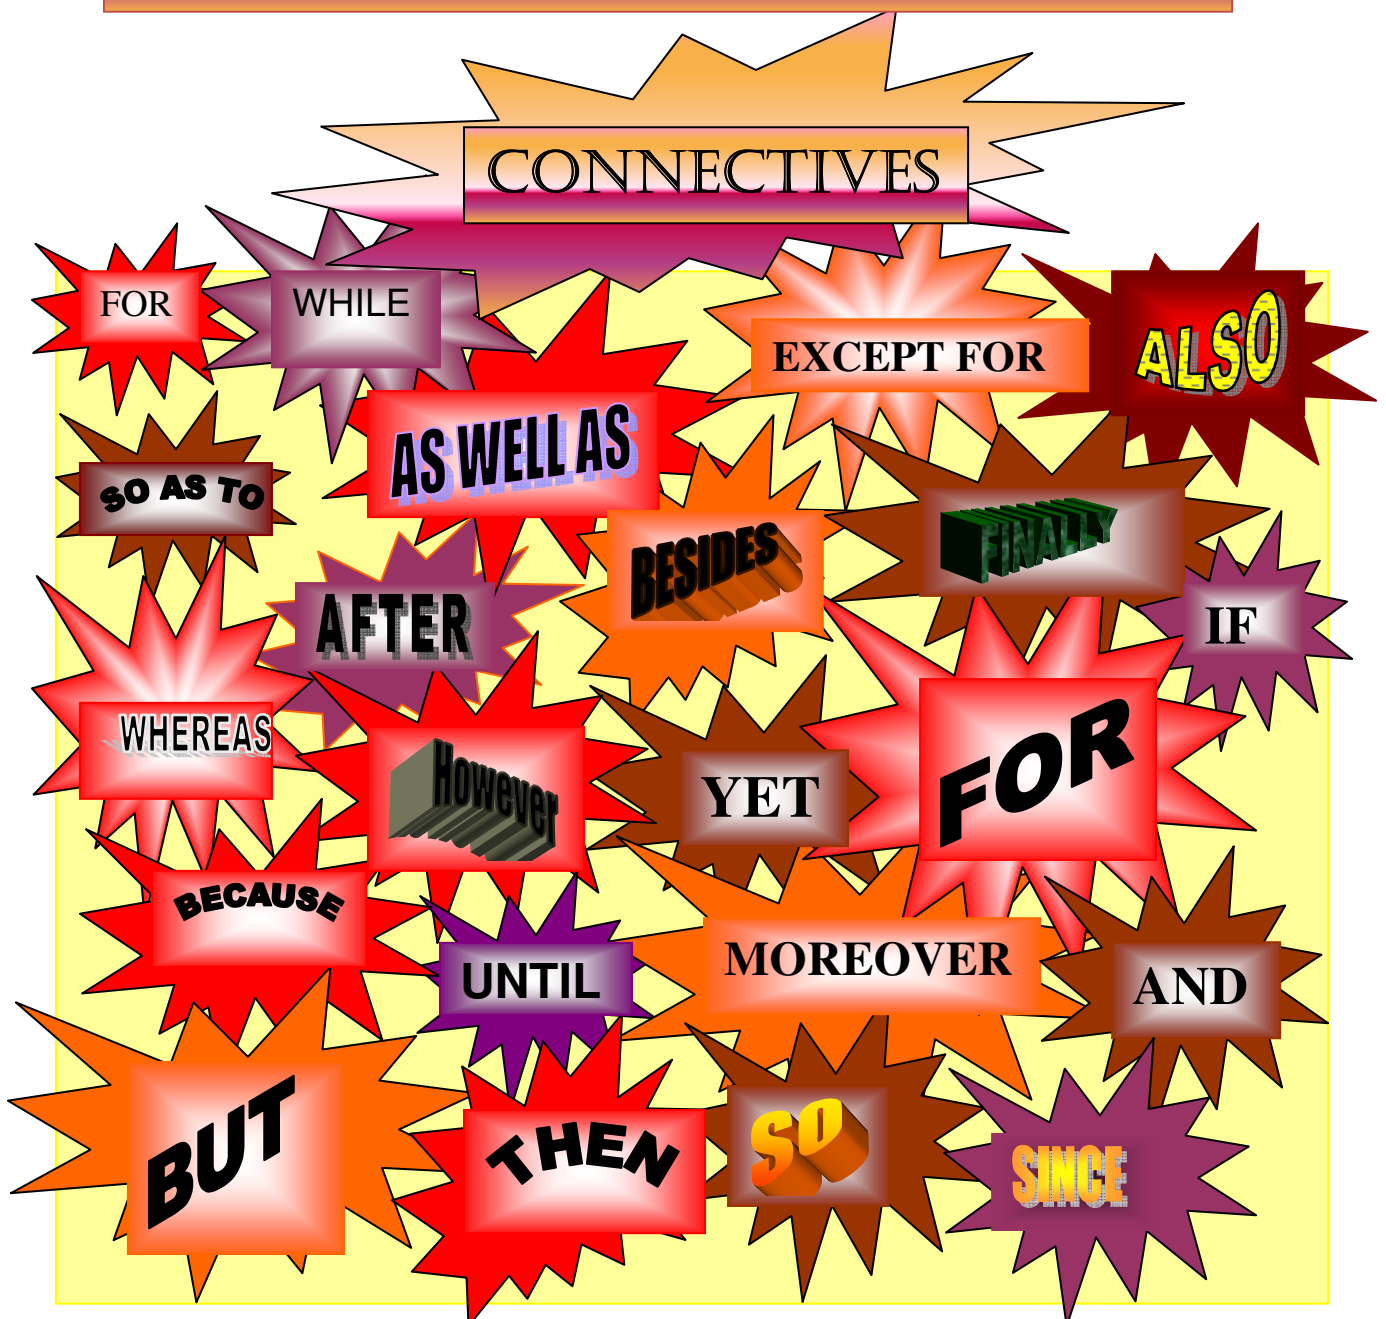 CONNECTIVES
FOR
WHILE
EXCEPT FOR
ALSO
AS WELL AS
SO AS TO
BESIDES
FINALLY
AFTER
IF
WHEREAS
However
YET
FOR
BECAUSE
UNTIL
MOREOVER
AND
BUT
THEN
SO
SINCE